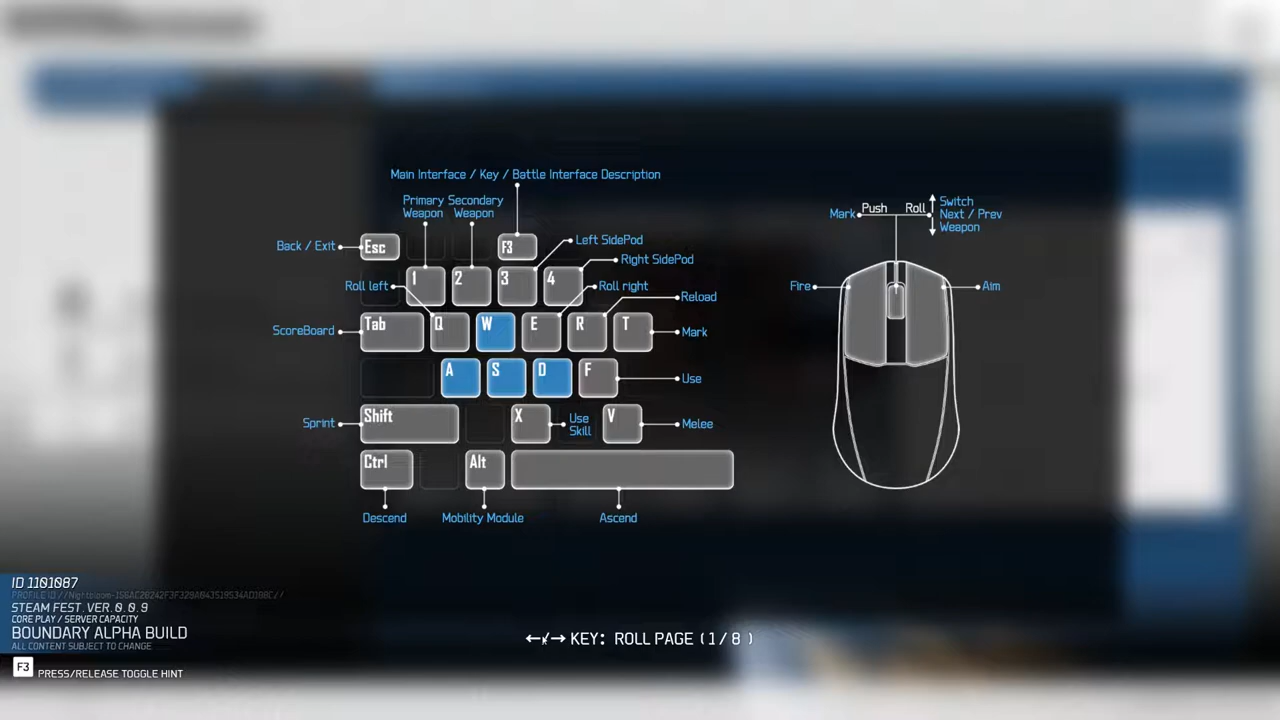 Main Interface / Key / Battle Interface Description
Primary Weapon
Secondary Weapon
Back / Exit
Esc
F3
Left SidePod
Right SidePod
1
2
3
4
Roll left
Roll right
Reload
ScoreBoard
Tab
Q
W
E
R
T
Mark
A
S
D
F
Use
Sprint
Shift
X
Use Skill
V
Melee
Ctrl
Alt
Descend
Mobility Module
Ascend
Mark
Push
Roll
Switch
Next / Prev
Weapon
Fire
Aim
ID 1101087
STEAM FEST. VER.0.0.9
CORE PLAY / SERVER CAPACITY
BOUNDARY ALPHA BUILD
ALL CONTENT SUBJECT TO CHANGE
F3 PRESS/RELEASE TOGGLE HINT
KEY: ROLL PAGE ( 1 / 8 )